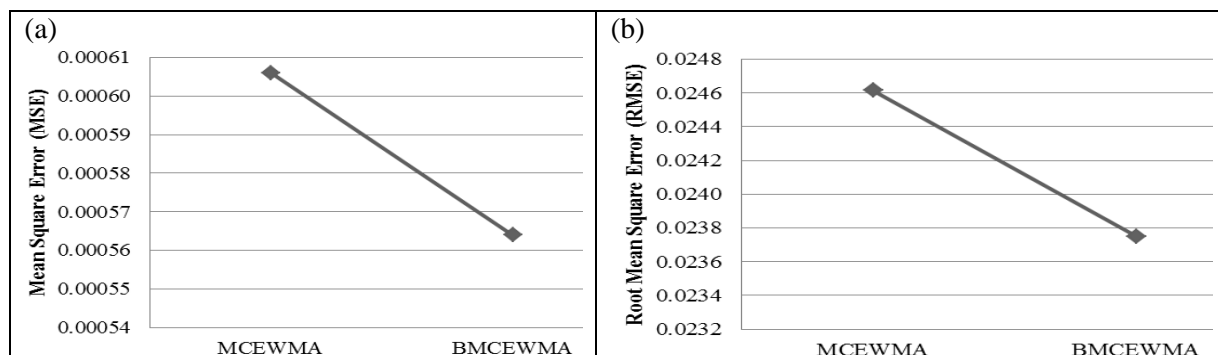 (a)
Mean Square Error (MSE)
0.00061
0.00060
0.00059
0.00058
0.00057
0.00056
0.00055
0.00054
MCEWMA BMCEWMA
(b)
Root Mean Square Error (RMSE)
0.0248
0.0246
0.0244
0.0242
0.0240
0.0238
0.0236
0.0234
0.0232
MCEWMA BMCEWMA